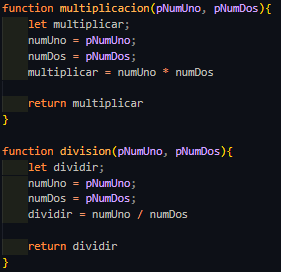 function multiplicacion(pNumUno, pNumDos){
    let multiplicar;
    numUno = pNumUno;
    numDos = pNumDos;
    multiplicar = numUno * numDos

    return multiplicar
}

function division(pNumUno, pNumDos){
    let dividir;
    numUno = pNumUno;
    numDos = pNumDos;
    dividir = numUno / numDos

    return dividir
}